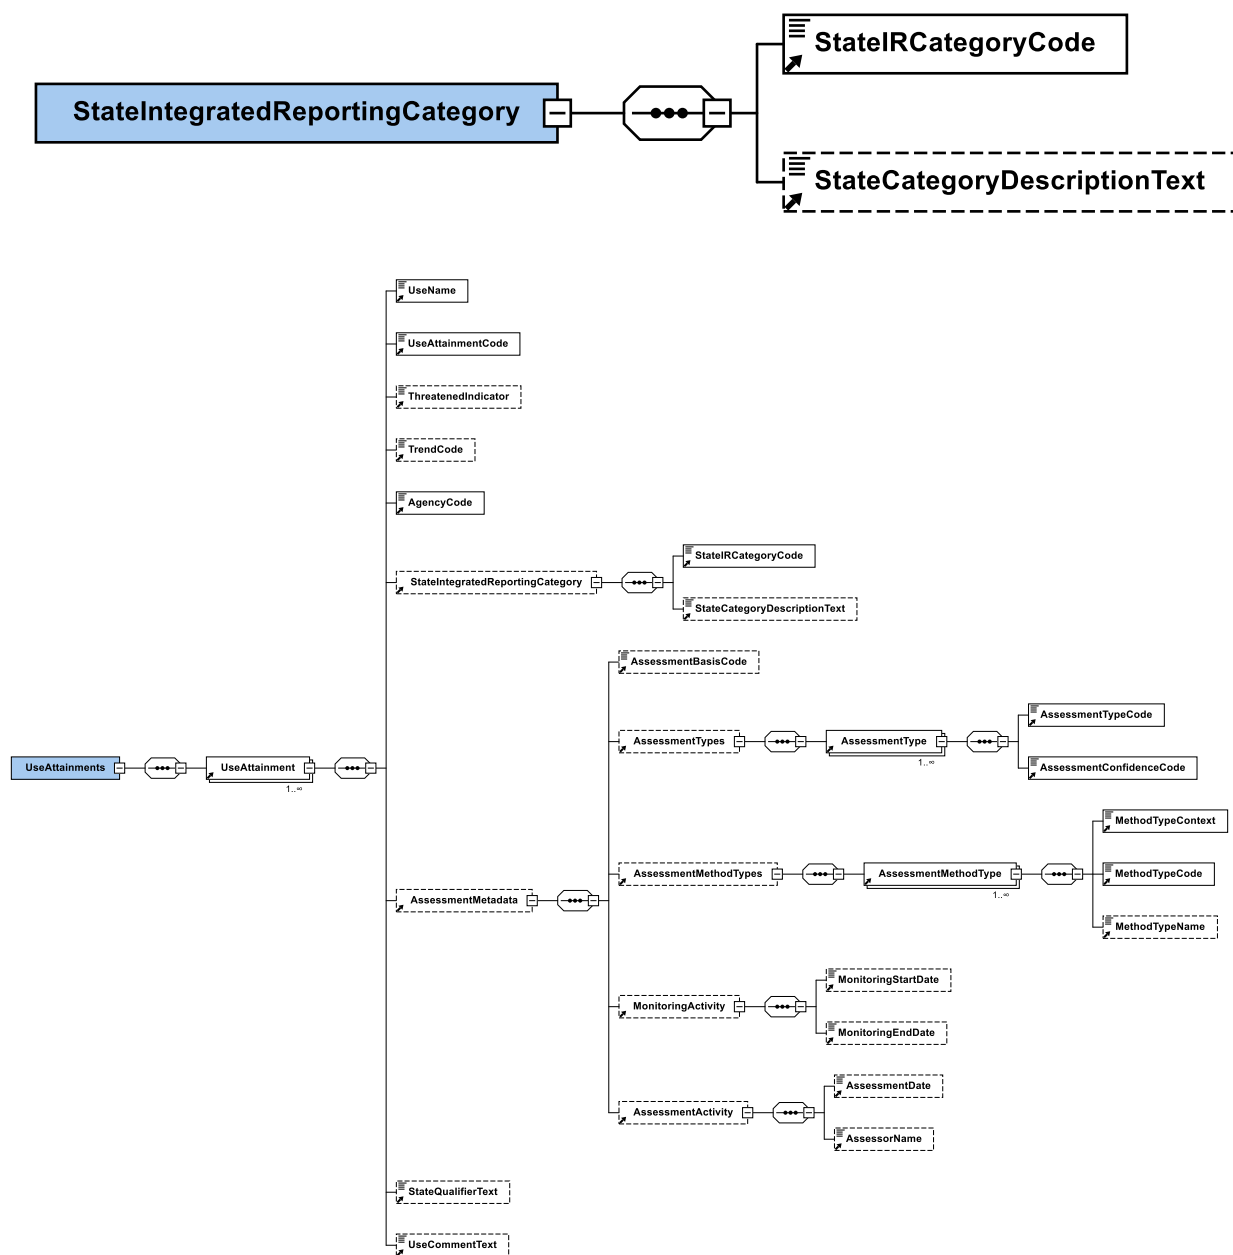 StateIRCategoryCode
StateIntegratedReportingCategory
StateCategoryDescriptionText
UseName
UseAttainmentCode
ThreatenedIndicator
TrendCode
AgencyCode
StateIRCategoryCode
StateIntegratedReportingCategory
StateCategoryDescriptionText
AssessmentBasisCode
AssessmentTypeCode
AssessmentTypes
AssessmentType
1..∞
UseAttainments
UseAttainment
1..∞
AssessmentConfidenceCode
MethodTypeContext
AssessmentMethodTypes
AssessmentMethodType
1..∞
MethodTypeCode
AssessmentMetadata
MethodTypeName
MonitoringStartDate
MonitoringActivity
MonitoringEndDate
AssessmentDate
AssessmentActivity
AssessorName
StateQualifierText
UseCommentText